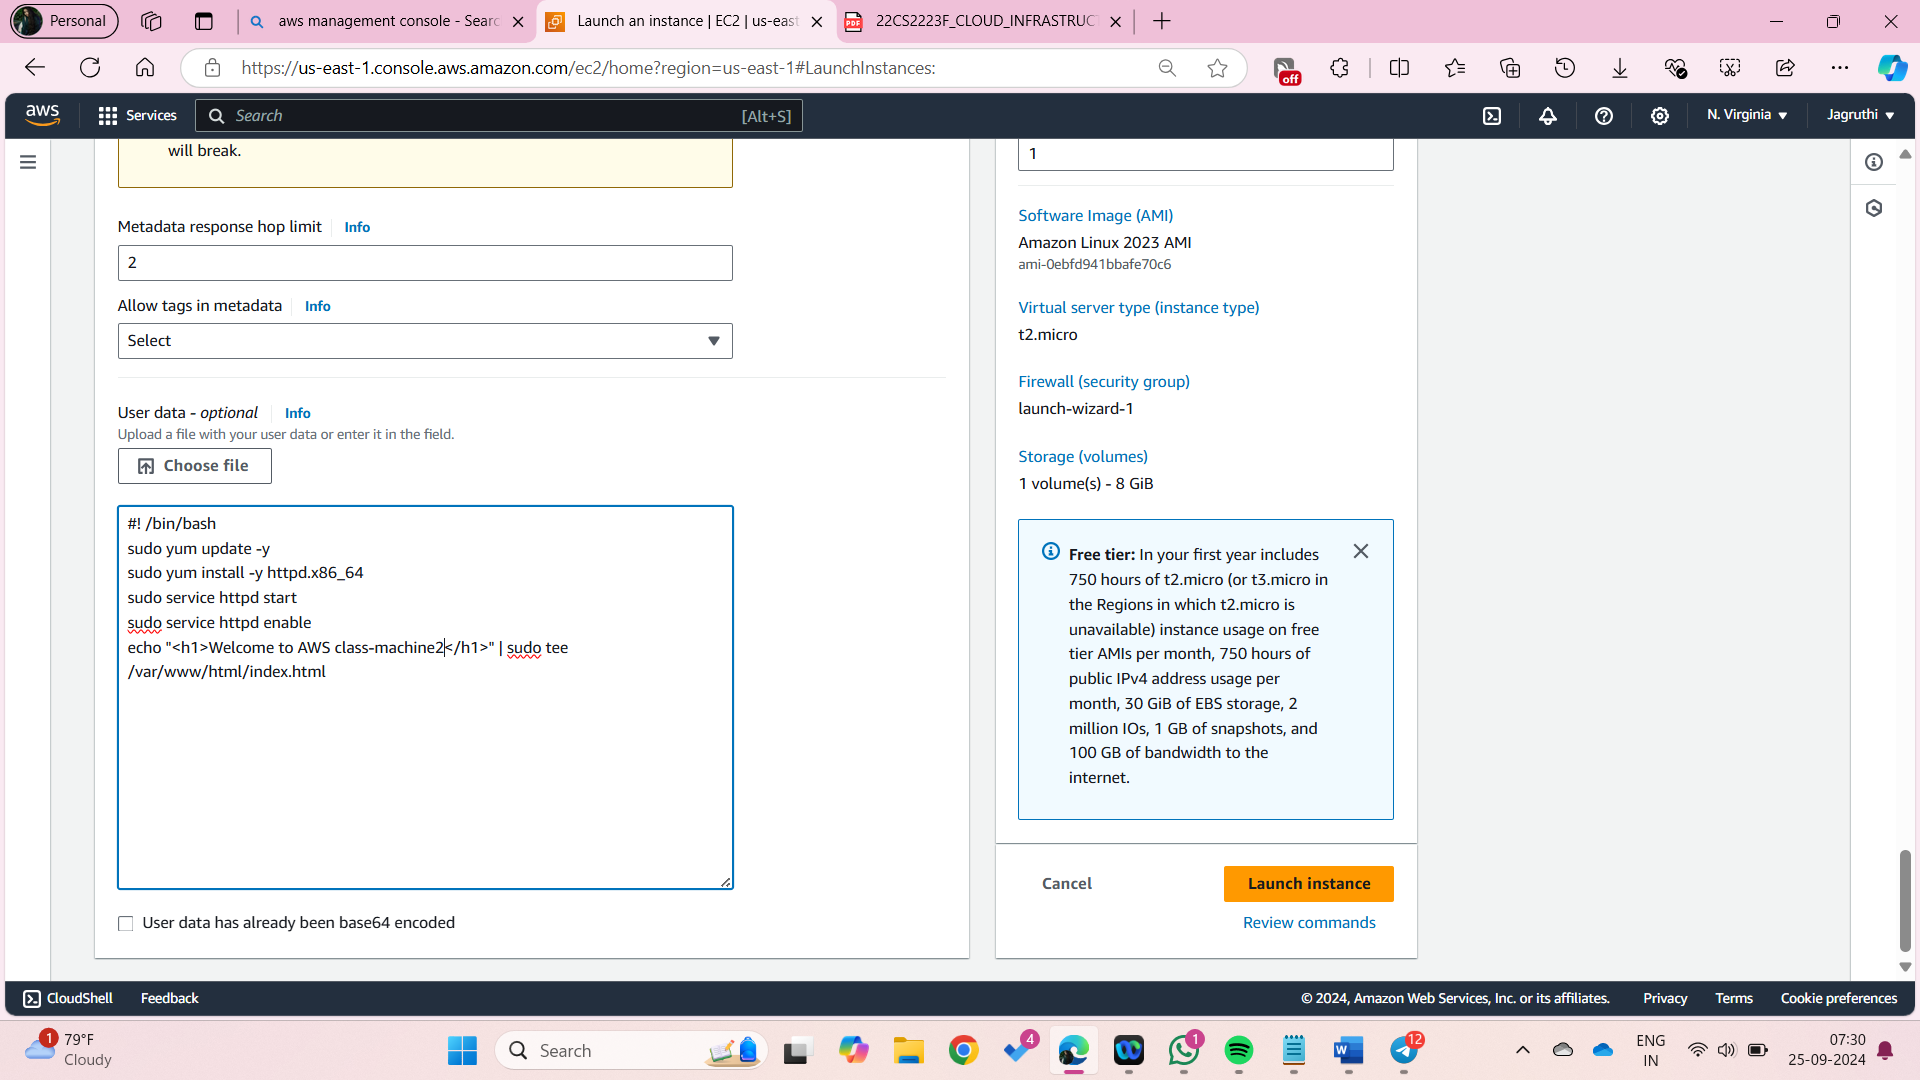 Personal
aws management console - Searc
Launch an instance | EC2 | us-east
22CS2223F_CLOUD_INFRASTRUCT
https://us-east-1.console.aws.amazon.com/ec2/home?region=us-east-1#LaunchInstances:
off
aws
Services
Search
[Alt+S]
N. Virginia
Jagruthi
will break.
Metadata response hop limit
Info
2
Allow tags in metadata
Info
Select
User data - optional
Info
Upload a file with your user data or enter it in the field.
Choose file
#! /bin/bash
sudo yum update -y
sudo yum install -y httpd.x86_64
sudo service httpd start
sudo service httpd enable
echo "<h1>Welcome to AWS class-machine2</h1>" | sudo tee
/var/www/html/index.html
User data has already been base64 encoded
1
Software Image (AMI)
Amazon Linux 2023 AMI
ami-0ebfd941bbafe70c6
Virtual server type (instance type)
t2.micro
Firewall (security group)
launch-wizard-1
Storage (volumes)
1 volume(s) - 8 GiB
Free tier: In your first year includes
750 hours of t2.micro (or t3.micro in
the Regions in which t2.micro is
unavailable) instance usage on free
tier AMIs per month, 750 hours of
public IPv4 address usage per
month, 30 GiB of EBS storage, 2
million IOs, 1 GB of snapshots, and
100 GB of bandwidth to the
internet.
Cancel
Launch instance
Review commands
CloudShell
Feedback
© 2024, Amazon Web Services, Inc. or its affiliates.
Privacy
Terms
Cookie preferences
1
79°F
Cloudy
Search
4
1
12
ENG
IN
07:30
25-09-2024